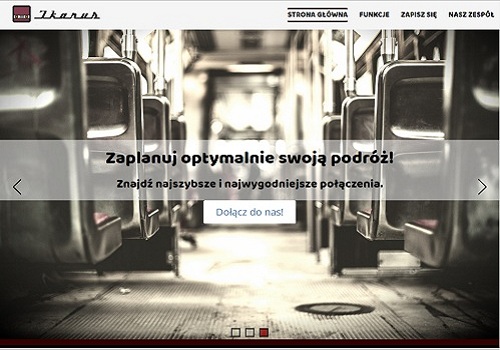 Ikarus
STRONA GŁÓWNA FUNKCJE ZAPISZ SIĘ NASZ ZESPÓŁ
Zaplanuj optymalnie swoją podróż!
Znajdź najszybsze i najwygodniejsze połączenia.
Dołącz do nas!